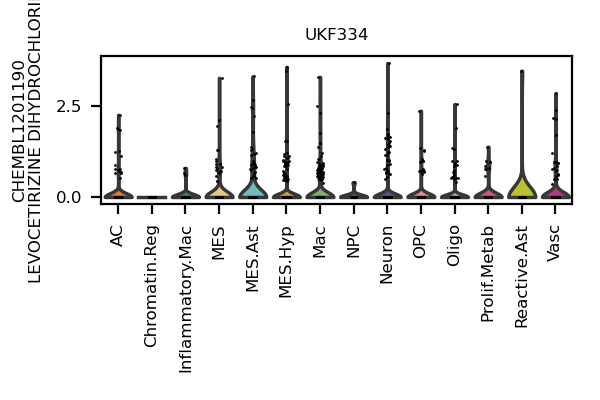 UKF334
CHEMBL1201190
LEVOCETIRIZINE DIHYDROCHLORI
2.5
0.0
AC
Chromatin.Reg
Inflammatory.Mac
MES
MES.Ast
MES.Hyp
Mac
NPC
Neuron
OPC
Oligo
Prolif.Metab
Reactive.Ast
Vasc